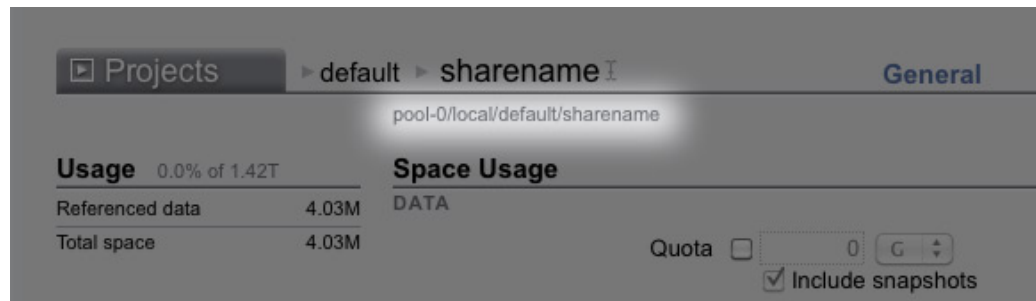 Projects default sharename General
pool-0/local/default/sharename
Usage 0.0% of 1.42T Space Usage
Referenced data 4.03M DATA
Total space 4.03M
Quota 0 G
Include snapshots